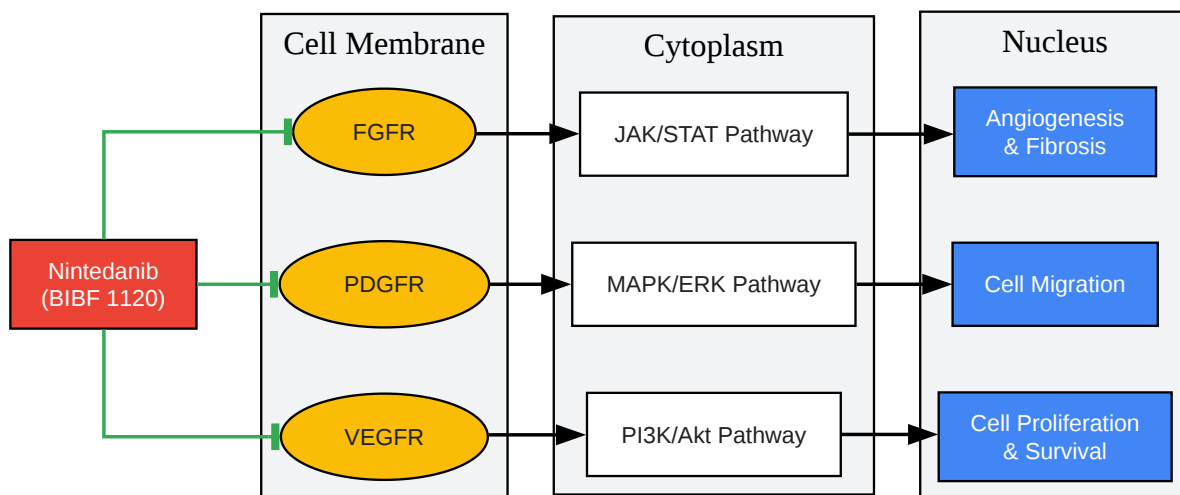 Cell Membrane
Cytoplasm
Nucleus
FGFR
JAK/STAT Pathway
Angiogenesis
& Fibrosis
Nintedanib
(BIBF 1120)
PDGFR
MAPK/ERK Pathway
Cell Migration
VEGFR
PI3K/Akt Pathway
Cell Proliferation
& Survival